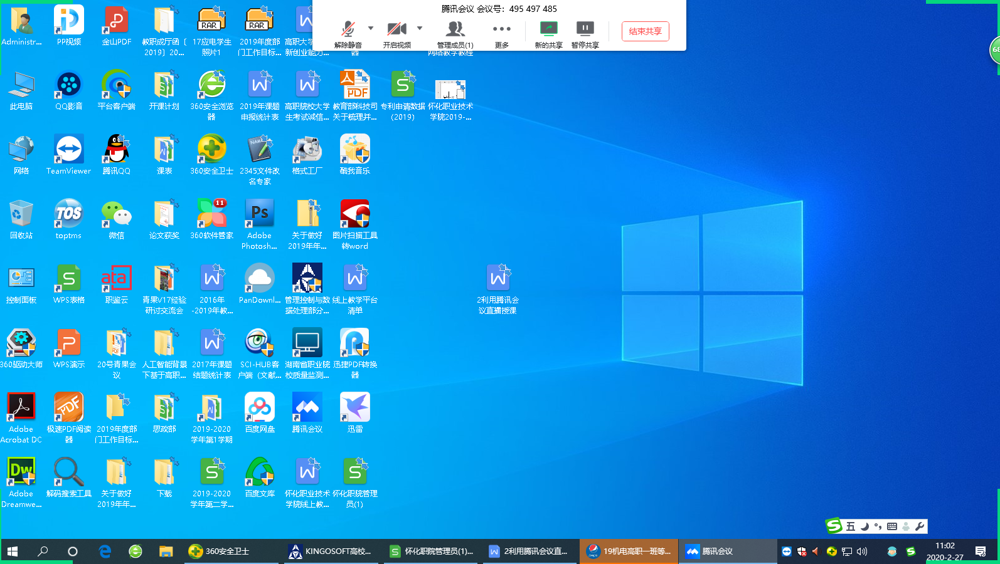 腾讯会议 会议号：495 497 485
解除静音
开启视频
管理成员(1)
更多
新的共享
暂停共享
结束共享
Administr...
PP视频
金山PDF
教职成厅函〔
2019〕20...
17应电学生
照片1
2019年度部
门工作目标...
高职大学
新创业能力...
器
网络教学教程
68
此电脑
QQ影音
平台客户端
开课计划
360安全浏览
器
2019年课题
申报统计表
高职院校大学
生考试诚信...
教育部科技司
关于梳理并...
专利申请数据
（2019）
怀化职业技术
学院2019-...
网络
TeamViewer
腾讯QQ
课表
360安全卫士
2345文件改
名专家
格式工厂
酷我音乐
回收站
toptms
微信
论文获奖
11
360软件管家
Adobe
Photosh...
关于做好
2019年年...
图片扫描工具
转word
控制面板
WPS表格
职鉴云
青果V17经验
研讨交流会
2016年
-2019年教...
PanDownl...
管理控制与数
据处理部分...
线上教学平台
清单
2利用腾讯会
议直播授课
360驱动大师
WPS演示
20号青果会
议
人工智能背景
下基于高职...
2017年课题
结题统计表
SCI-HUB客
户端（文献...
湖南省职业院
校质量监测...
迅捷PDF转换
器
Adobe
Acrobat DC
极速PDF阅读
器
2019年度部
门工作目标...
思政部
2019-2020
学年第1学期
百度网盘
腾讯会议
迅雷
Adobe
Dreamwe...
解码搜索工具
关于做好
2019年年...
下载
2019-2020
学年第二学...
百度文库
怀化职业技术
学院线上教...
怀化职院管理
员(1)
五
360安全卫士
KINGOSOFT高校...
怀化职院管理员(1)...
2利用腾讯会议直...
19机电高职一班等...
腾讯会议
11:02
2020-2-27